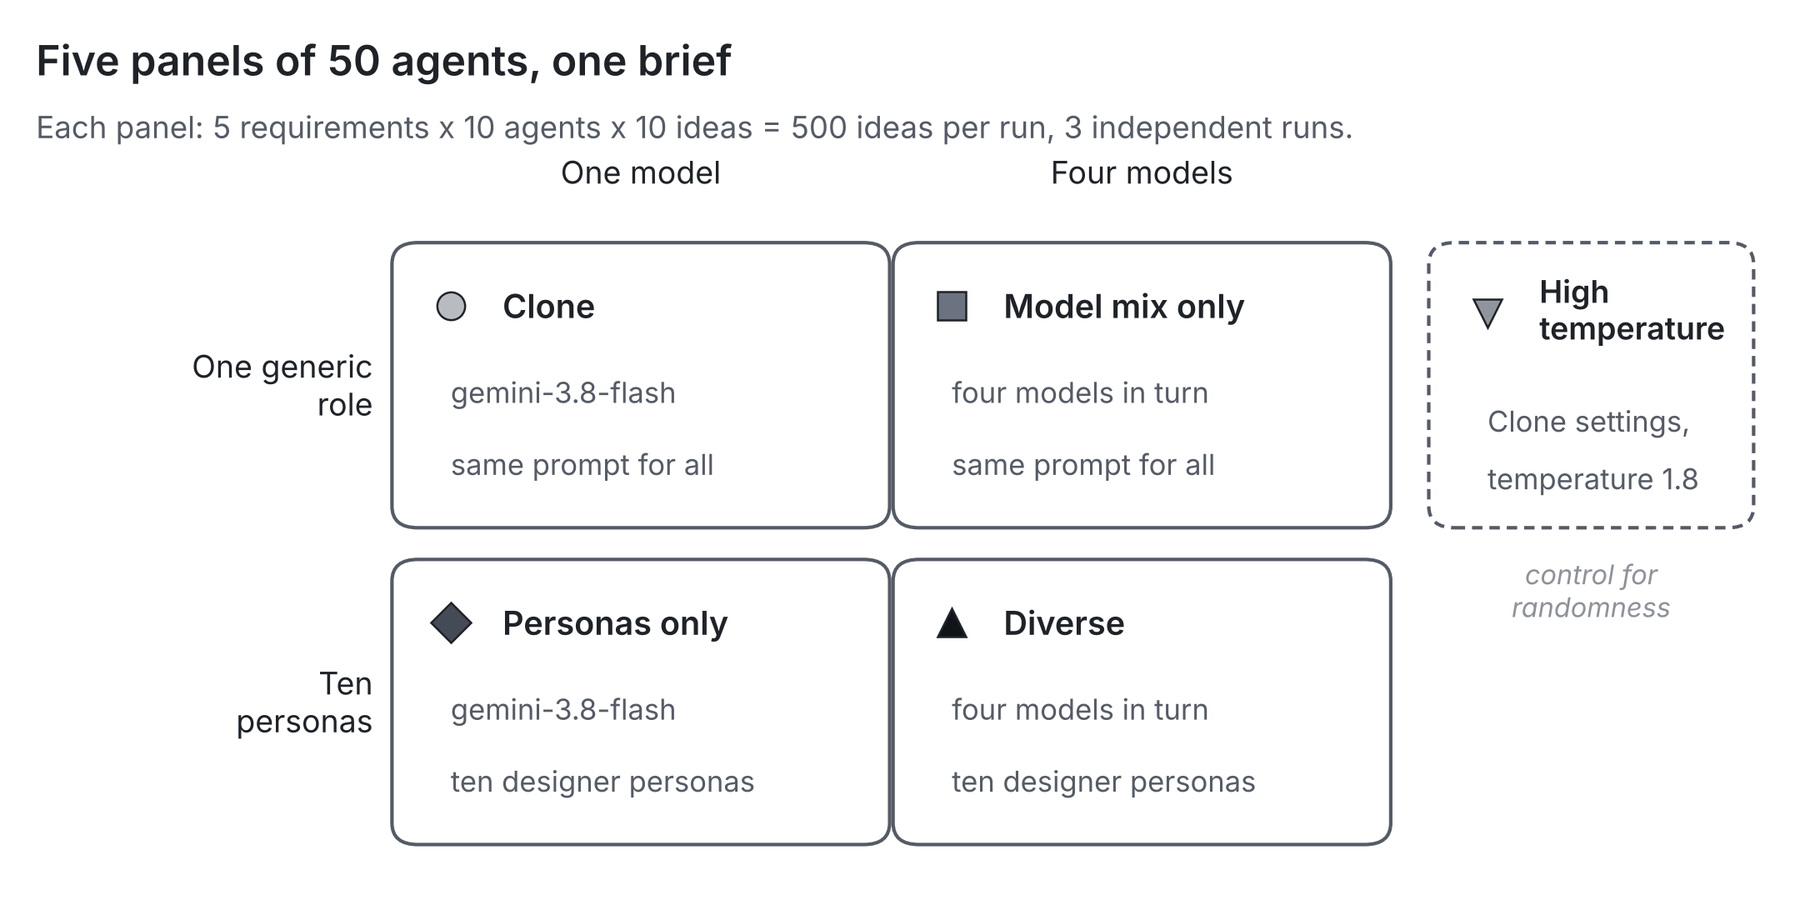 Five panels of 50 agents, one brief
Each panel: 5 requirements x 10 agents x 10 ideas = 500 ideas per run, 3 independent runs.
One model
Four models
One generic
role
Clone
gemini-3.8-flash
same prompt for all
Model mix only
four models in turn
same prompt for all
High
temperature
Clone settings,
temperature 1.8
control for
randomness
Ten
personas
Personas only
gemini-3.8-flash
ten designer personas
Diverse
four models in turn
ten designer personas